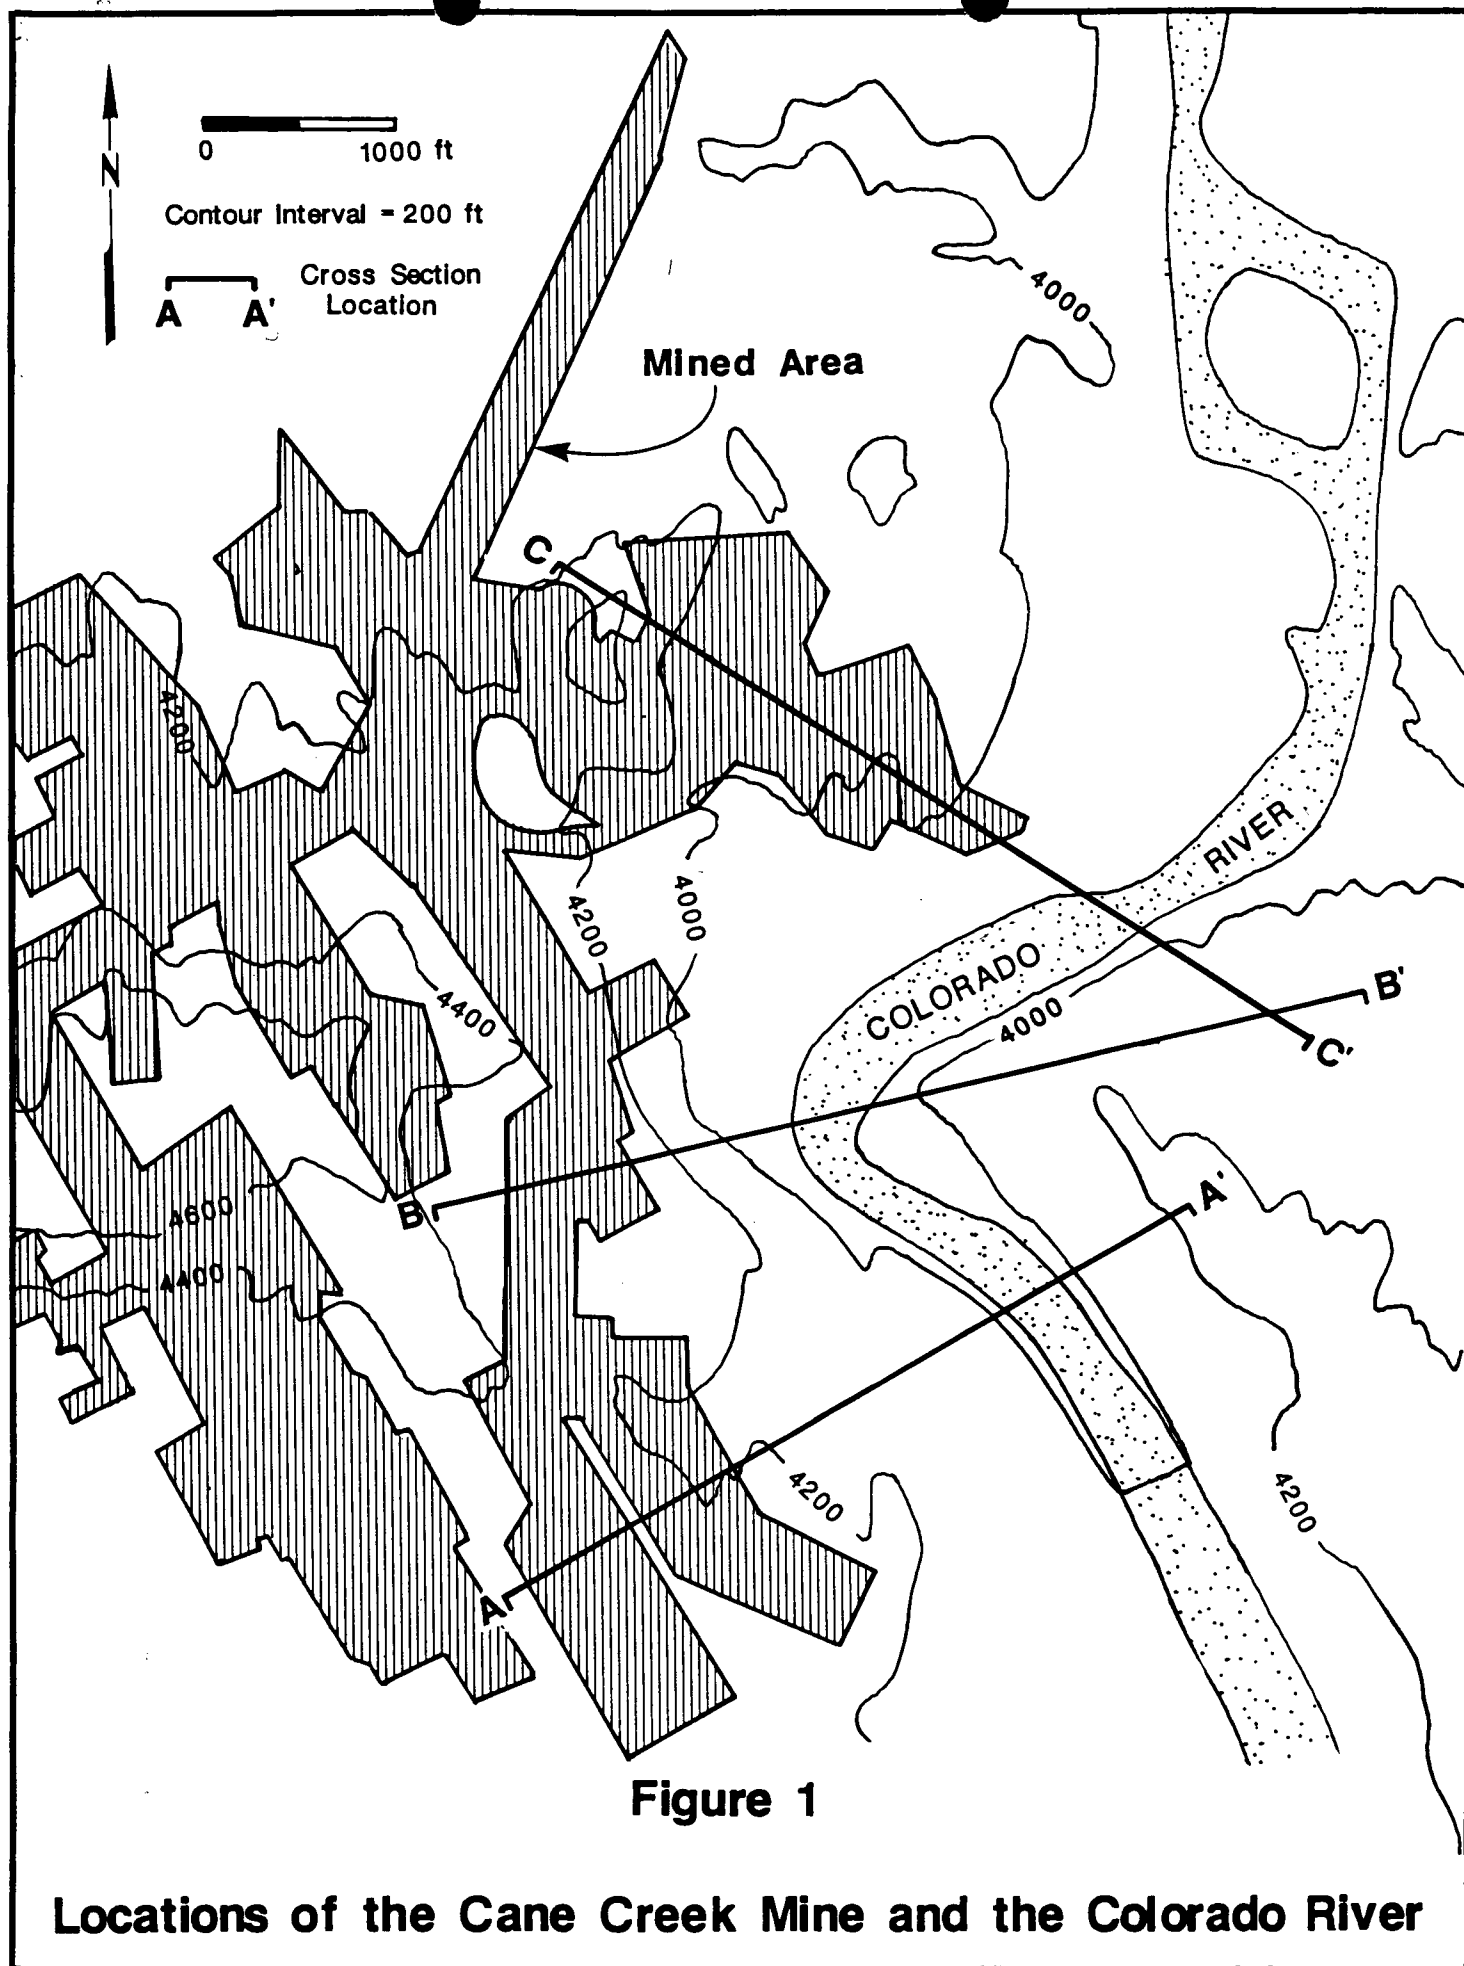 N
0 1000 ft
Contour Interval = 200 ft
Cross Section
Location
A A'
4000
Mined Area
C
4200
RIVER
4200
4000
COLORADO
4400
4000
B'
C'
A'
4600
B
4400
4200
4200
A
Figure 1
Locations of the Cane Creek Mine and the Colorado River